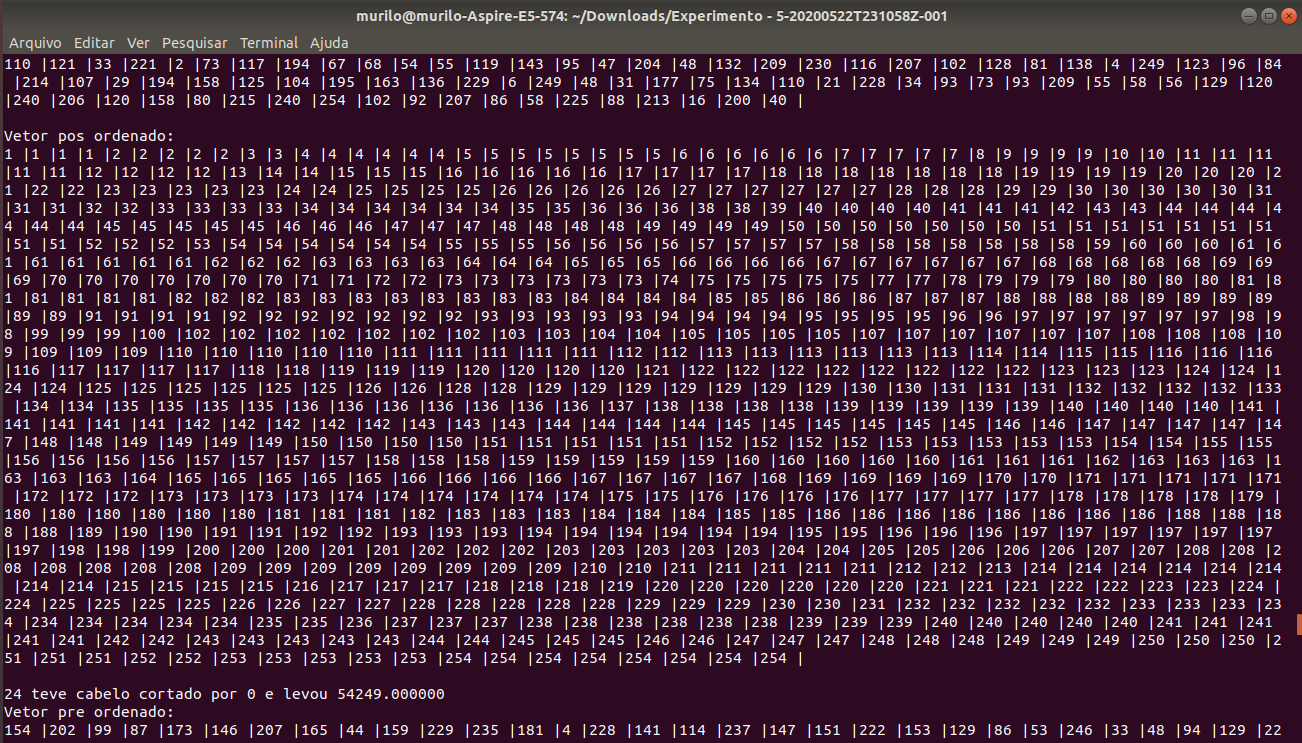 murilo@murilo-Aspire-E5-574: ~/Downloads/Experimento - 5-20200522T231058Z-001
Arquivo Editar Ver Pesquisar Terminal Ajuda
110 |121 |33 |221 |2 |73 |117 |194 |67 |68 |54 |55 |119 |143 |95 |47 |204 |48 |132 |209 |230 |116 |207 |102 |128 |81 |138 |4 |249 |123 |96 |84
|214 |107 |29 |194 |158 |125 |104 |195 |163 |136 |229 |6 |249 |48 |31 |177 |75 |134 |110 |21 |228 |34 |93 |73 |93 |209 |55 |58 |56 |129 |120
|240 |206 |120 |158 |80 |215 |240 |254 |102 |92 |207 |86 |58 |225 |88 |213 |16 |200 |40 |
Vetor pos ordenado:
1 |1 |1 |1 |2 |2 |2 |2 |2 |3 |3 |4 |4 |4 |4 |4 |4 |5 |5 |5 |5 |5 |5 |5 |5 |6 |6 |6 |6 |6 |6 |7 |7 |7 |7 |7 |8 |9 |9 |9 |9 |10 |10 |11 |11 |11
|11 |11 |12 |12 |12 |12 |13 |14 |14 |15 |15 |15 |16 |16 |16 |16 |16 |17 |17 |17 |17 |18 |18 |18 |18 |18 |18 |18 |19 |19 |19 |19 |20 |20 |20 |2
1 |22 |22 |23 |23 |23 |23 |23 |24 |24 |25 |25 |25 |25 |26 |26 |26 |26 |26 |27 |27 |27 |27 |27 |27 |28 |28 |28 |29 |29 |30 |30 |30 |30 |30 |31
|31 |31 |32 |32 |33 |33 |33 |33 |34 |34 |34 |34 |34 |34 |35 |35 |36 |36 |36 |38 |38 |39 |40 |40 |40 |40 |41 |41 |41 |42 |43 |43 |44 |44 |44 |4
4 |44 |44 |45 |45 |45 |45 |45 |46 |46 |46 |47 |47 |47 |48 |48 |48 |48 |49 |49 |49 |49 |50 |50 |50 |50 |50 |50 |50 |51 |51 |51 |51 |51 |51 |51
|51 |51 |52 |52 |52 |53 |54 |54 |54 |54 |54 |54 |55 |55 |55 |56 |56 |56 |56 |57 |57 |57 |57 |58 |58 |58 |58 |58 |58 |58 |59 |60 |60 |60 |61 |6
1 |61 |61 |61 |61 |61 |62 |62 |62 |63 |63 |63 |63 |64 |64 |64 |65 |65 |65 |66 |66 |66 |66 |67 |67 |67 |67 |67 |67 |68 |68 |68 |68 |68 |69 |69
|69 |70 |70 |70 |70 |70 |70 |71 |71 |72 |72 |73 |73 |73 |73 |73 |73 |73 |74 |75 |75 |75 |75 |75 |77 |77 |78 |79 |79 |79 |80 |80 |80 |80 |81 |8
1 |81 |81 |81 |81 |82 |82 |82 |83 |83 |83 |83 |83 |83 |83 |83 |84 |84 |84 |84 |85 |85 |86 |86 |86 |87 |87 |87 |88 |88 |88 |88 |89 |89 |89 |89
|89 |89 |91 |91 |91 |91 |92 |92 |92 |92 |92 |92 |92 |93 |93 |93 |93 |93 |94 |94 |94 |94 |95 |95 |95 |95 |96 |96 |97 |97 |97 |97 |97 |97 |98 |9
8 |99 |99 |99 |100 |102 |102 |102 |102 |102 |102 |102 |103 |103 |104 |104 |105 |105 |105 |105 |107 |107 |107 |107 |107 |107 |108 |108 |108 |10
9 |109 |109 |109 |110 |110 |110 |110 |110 |110 |111 |111 |111 |111 |111 |112 |112 |113 |113 |113 |113 |113 |113 |114 |114 |115 |115 |116 |116 |116
|116 |117 |117 |117 |117 |118 |118 |119 |119 |119 |120 |120 |120 |120 |121 |122 |122 |122 |122 |122 |122 |122 |122 |123 |123 |123 |124 |124 |1
24 |124 |125 |125 |125 |125 |125 |125 |126 |126 |128 |128 |129 |129 |129 |129 |129 |129 |129 |130 |130 |131 |131 |131 |132 |132 |132 |132 |133
|134 |134 |135 |135 |135 |135 |136 |136 |136 |136 |136 |136 |136 |137 |138 |138 |138 |138 |139 |139 |139 |139 |139 |140 |140 |140 |140 |141 |
141 |141 |141 |141 |142 |142 |142 |142 |142 |143 |143 |143 |144 |144 |144 |144 |145 |145 |145 |145 |145 |145 |146 |146 |147 |147 |147 |147 |14
7 |148 |148 |149 |149 |149 |149 |150 |150 |150 |150 |151 |151 |151 |151 |151 |152 |152 |152 |152 |153 |153 |153 |153 |153 |154 |154 |155 |155
|156 |156 |156 |156 |157 |157 |157 |157 |158 |158 |158 |159 |159 |159 |159 |159 |160 |160 |160 |160 |160 |161 |161 |161 |162 |163 |163 |163 |1
63 |163 |163 |164 |165 |165 |165 |165 |165 |166 |166 |166 |166 |167 |167 |167 |167 |168 |169 |169 |169 |169 |170 |170 |171 |171 |171 |171 |171
|172 |172 |172 |172 |173 |173 |173 |173 |174 |174 |174 |174 |174 |174 |175 |175 |176 |176 |176 |176 |177 |177 |177 |177 |178 |178 |178 |178 |179 |
180 |180 |180 |180 |180 |180 |181 |181 |181 |182 |183 |183 |183 |184 |184 |184 |185 |185 |186 |186 |186 |186 |186 |186 |186 |186 |188 |188 |18
8 |188 |189 |190 |190 |191 |191 |192 |192 |193 |193 |193 |194 |194 |194 |194 |194 |195 |195 |196 |196 |196 |197 |197 |197 |197 |197 |197
|197 |198 |198 |199 |200 |200 |200 |201 |201 |202 |202 |202 |203 |203 |203 |203 |203 |204 |204 |205 |205 |206 |206 |206 |207 |207 |208 |208 |2
08 |208 |208 |208 |208 |209 |209 |209 |209 |209 |209 |209 |209 |210 |210 |211 |211 |211 |211 |211 |212 |212 |213 |214 |214 |214 |214 |214 |214
|214 |214 |215 |215 |215 |215 |216 |217 |217 |217 |218 |218 |218 |219 |220 |220 |220 |220 |220 |220 |221 |221 |221 |222 |222 |223 |223 |224 |
224 |225 |225 |225 |225 |226 |226 |227 |227 |228 |228 |228 |228 |228 |229 |229 |229 |230 |230 |231 |232 |232 |232 |232 |232 |233 |233 |233 |23
4 |234 |234 |234 |234 |234 |235 |235 |236 |237 |237 |237 |238 |238 |238 |238 |238 |238 |239 |239 |239 |240 |240 |240 |240 |240 |241 |241 |241
|241 |241 |242 |242 |243 |243 |243 |243 |243 |244 |244 |245 |245 |245 |246 |246 |247 |247 |247 |248 |248 |248 |249 |249 |249 |250 |250 |250 |2
51 |251 |251 |252 |252 |253 |253 |253 |253 |253 |254 |254 |254 |254 |254 |254 |254 |254 |
24 teve cabelo cortado por 0 e levou 54249.000000
Vetor pre ordenado:
154 |202 |99 |87 |173 |146 |207 |165 |44 |159 |229 |235 |181 |4 |228 |141 |114 |237 |147 |151 |222 |153 |129 |86 |53 |246 |33 |48 |94 |129 |22